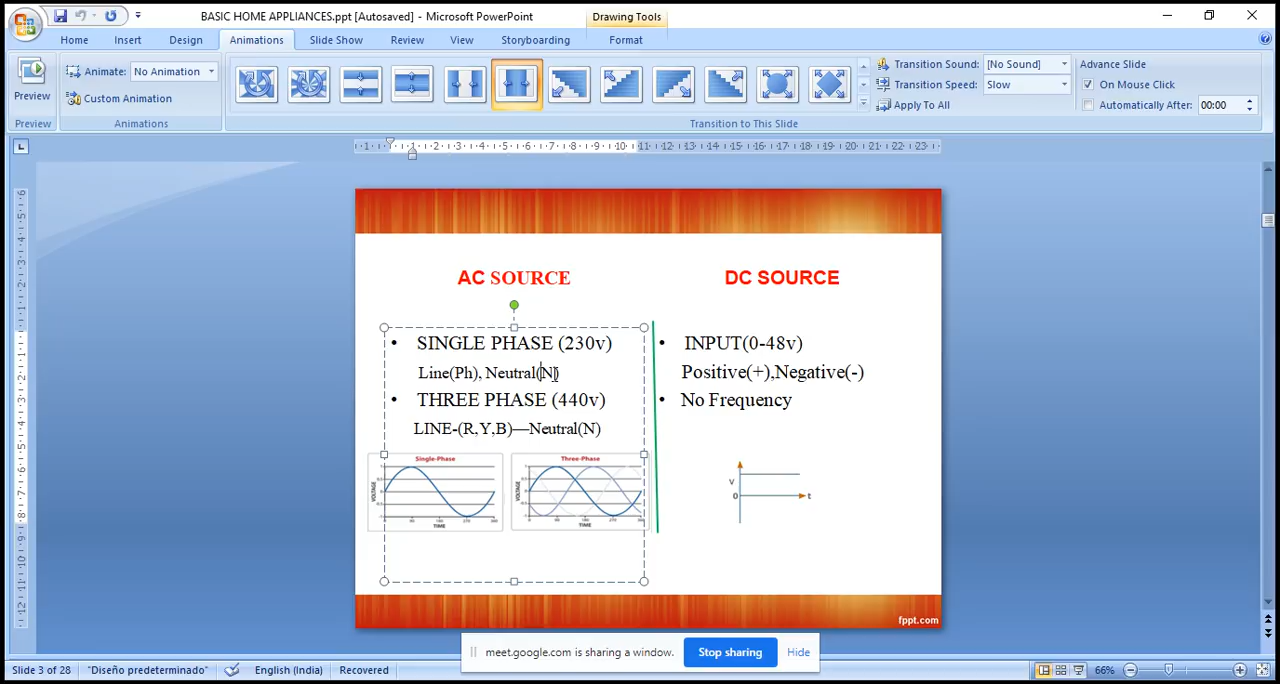 BASIC HOME APPLIANCES.ppt [Autosaved] - Microsoft PowerPoint
Drawing Tools
Home Insert Design Animations Slide Show Review View Storyboarding Format
Preview
Animate: No Animation
Custom Animation
Transition Sound: [No Sound]
Transition Speed: Slow
Apply To All
Advance Slide
On Mouse Click
Automatically After: 00:00
Preview Animations Transition to This Slide
AC SOURCE
• SINGLE PHASE (230v)
Line(Ph), Neutral(N)
• THREE PHASE (440v)
LINE-(R,Y,B)—Neutral(N)
Single-Phase
VOLTAGE
TIME
Three-Phase
VOLTAGE
TIME
DC SOURCE
• INPUT(0-48v)
Positive(+),Negative(-)
• No Frequency
V
0
t
fppt.com
meet.google.com is sharing a window. Stop sharing Hide
Slide 3 of 28 "Diseño predeterminado" English (India) Recovered 66%